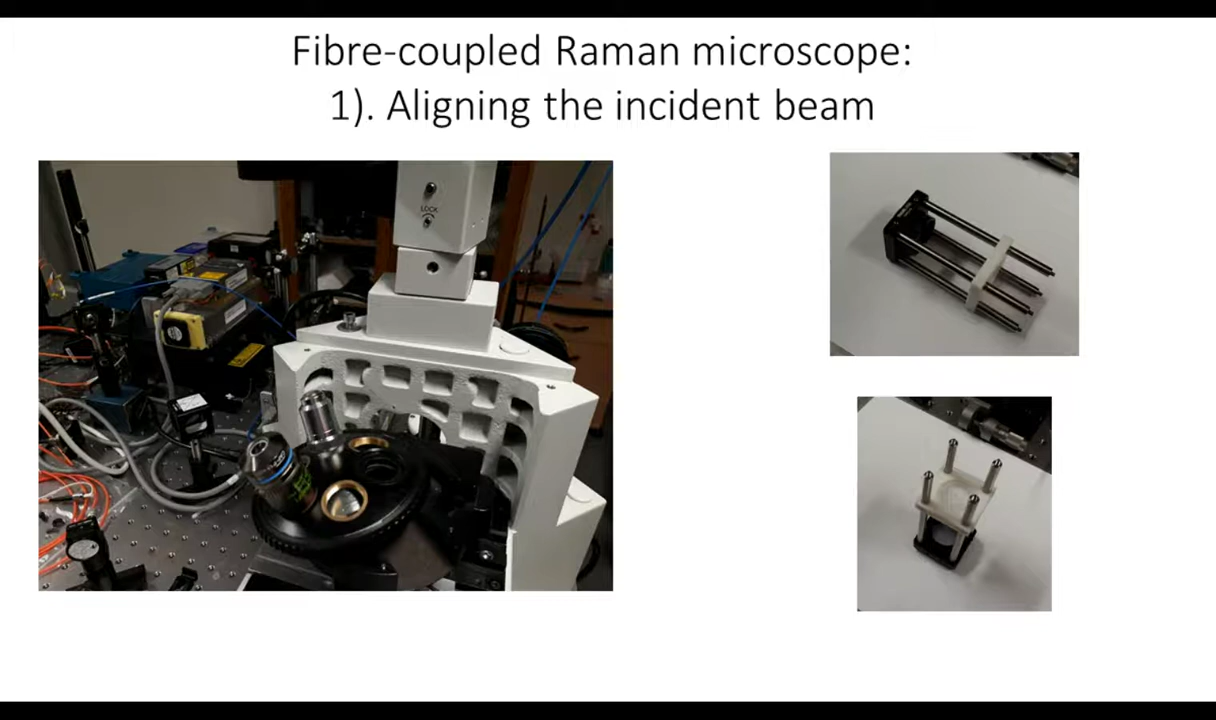 Fibre-coupled Raman microscope:
1). Aligning the incident beam
LOCK